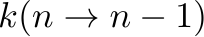 k(n → n − 1)